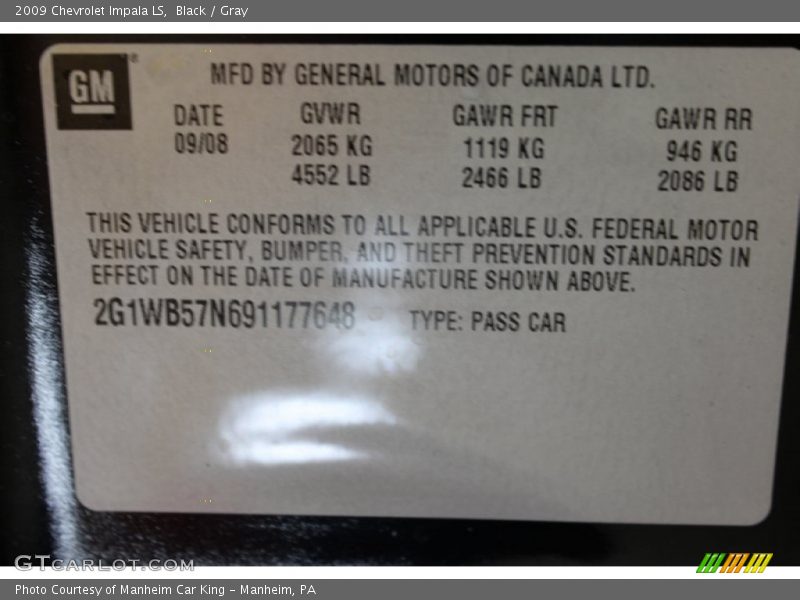 2009 Chevrolet Impala LS, Black / Gray
GM
MFD BY GENERAL MOTORS OF CANADA LTD.
DATE GVWR GAWR FRT GAWR RR
09/08 2065 KG 1119 KG 946 KG
4552 LB 2466 LB 2086 LB
THIS VEHICLE CONFORMS TO ALL APPLICABLE U.S. FEDERAL MOTOR
VEHICLE SAFETY, BUMPER, AND THEFT PREVENTION STANDARDS IN
EFFECT ON THE DATE OF MANUFACTURE SHOWN ABOVE.
2G1WB57N691177648 TYPE: PASS CAR
GTCARLOT.COM
Photo Courtesy of Manheim Car King - Manheim, PA